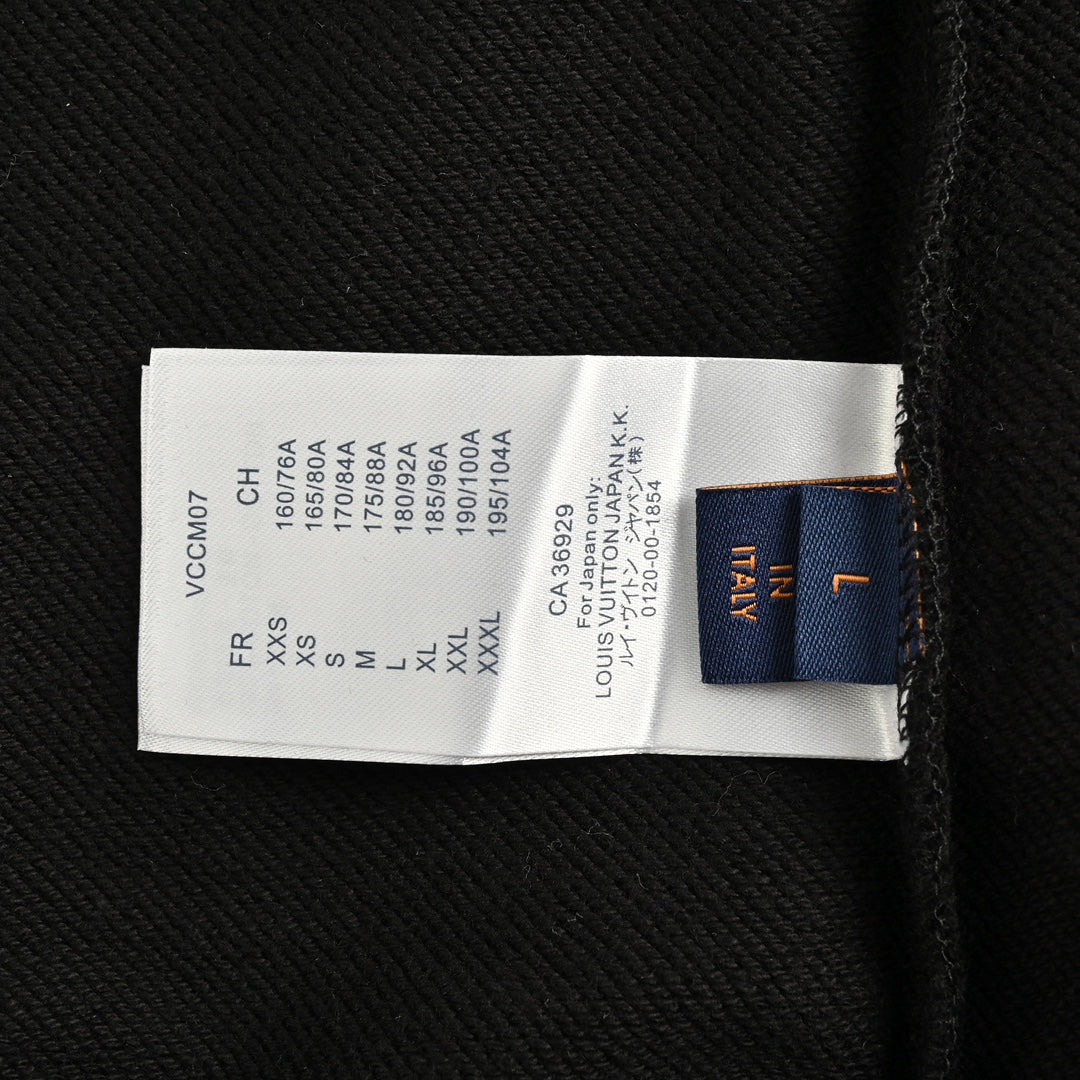 VCCM07
FR CH
XXS 160/76A
XS 165/80A
S 170/84A
M 175/88A
L 180/92A
XL 185/96A
XXL 190/100A
XXXL 195/104A
CA 36929
For Japan only:
LOUIS VUITTON JAPAN K.K.
ルイ・ヴィトン ジャパン(株)
0120-00-1854
L
IN
ITALY